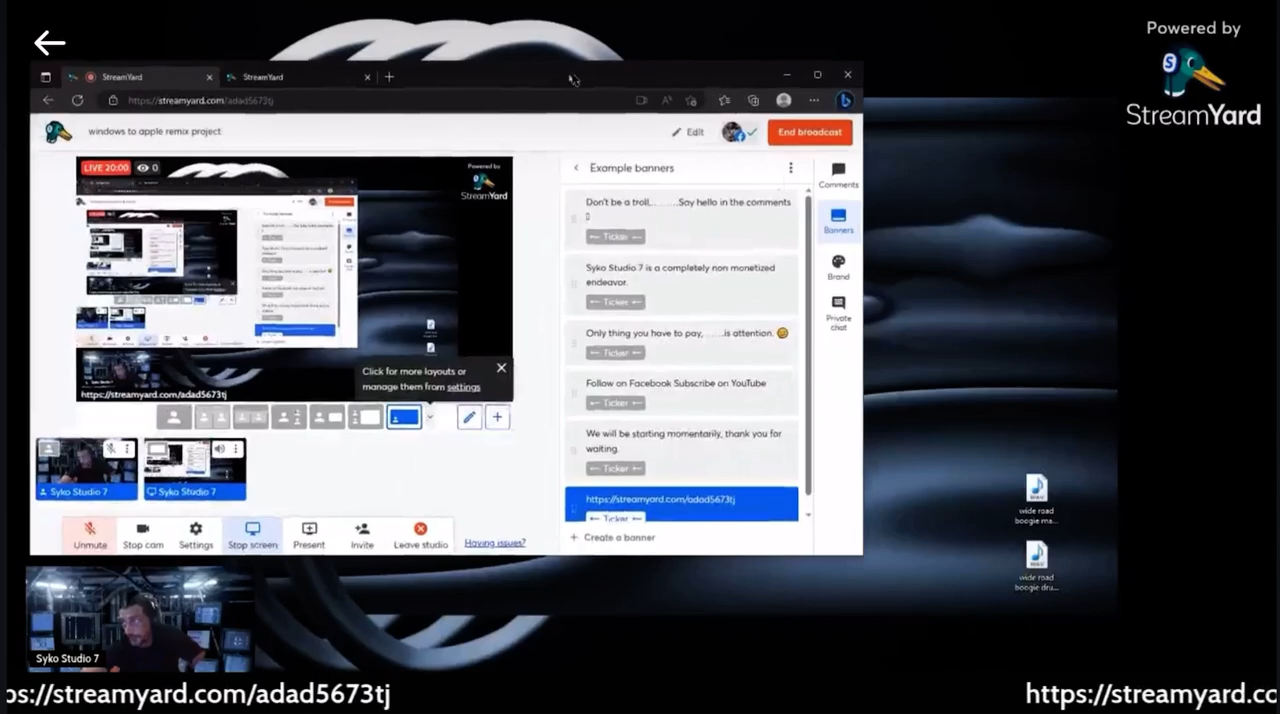 Powered by
StreamYard
StreamYard
StreamYard
https://streamyard.com/adad5673tj
windows to apple remix project
Edit
End broadcast
LIVE 20:00
0
Powered by
StreamYard
Click for more layouts or
manage them from settings
https://streamyard.com/adad5673tj
Syko Studio 7
Syko Studio 7
Example banners
Don't be a troll,.........Say hello in the comments
Ticker
Syko Studio 7 is a completely non monetized
endeavor.
Ticker
Only thing you have to pay, .....is attention. 😄
Ticker
Follow on Facebook Subscribe on YouTube
Ticker
We will be starting momentarily, thank you for
waiting.
Ticker
https://streamyard.com/adad5673tj
Ticker
+ Create a banner
Comments
Banners
Brand
Private
chat
Unmute
Stop cam
Settings
Stop screen
Present
Invite
Leave studio
Having issues?
wide road
boogie ma...
wide road
boogie dru...
Syko Studio 7
ps://streamyard.com/adad5673tj
https://streamyard.co